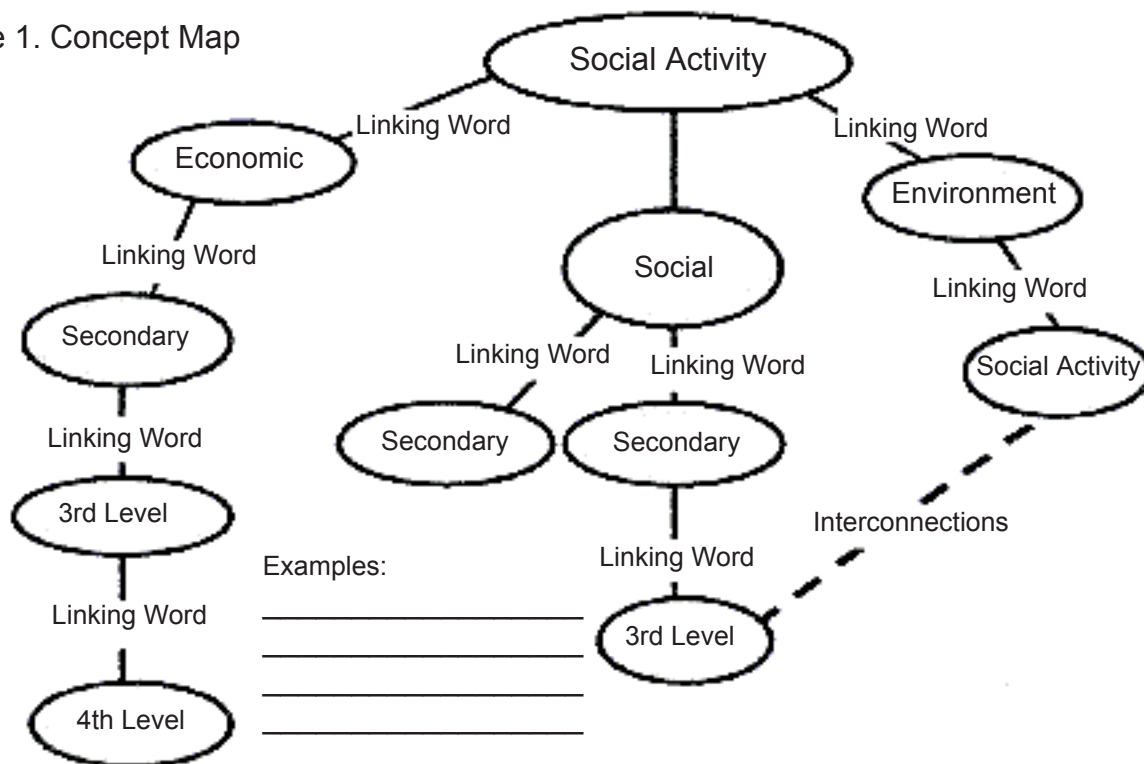 e 1. Concept Map
Social Activity
Linking Word
Linking Word
Economic
Environment
Linking Word
Social
Linking Word
Secondary
Linking Word
Linking Word
Social Activity
Linking Word
Secondary
Secondary
3rd Level
Interconnections
Examples:
Linking Word
Linking Word
3rd Level
4th Level